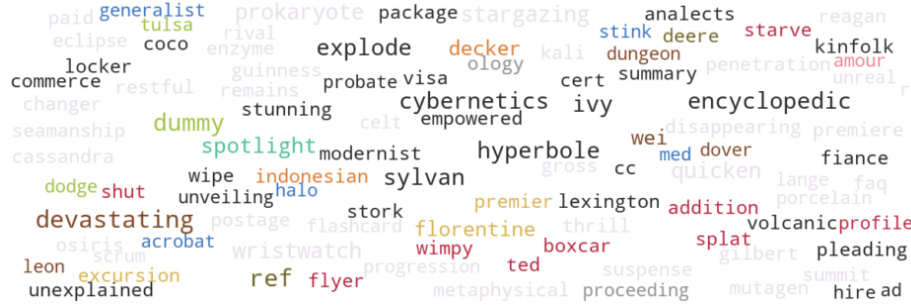 paid generalist prokaryote package stargazing analects reagan
tulsa rival stink deere starve
eclipse coco enzyme explode decker kali dungeon kinfolk
locker guinness ology penetration amour
commerce restful remains probate visa cert summary unreal
changer stunning cybernetics ivy encyclopedic r
seamanship dummy celt empowered disappearing premiere
cassandra spotlight modernist hyperbole wei med dover fiance
wipe indonesian sylvan gross cc quicken
dodge shut unveiling halo lange faq
devastating postage stork premier lexington addition porcelain
flashcard florentine thrill volcanic profile
osiris acrobat wristwatch wimpy boxcar splat gilbert pleading
scrum
leon excursion ref flyer progression ted suspense summit
unexplained metaphysical proceeding mutagen hire ad